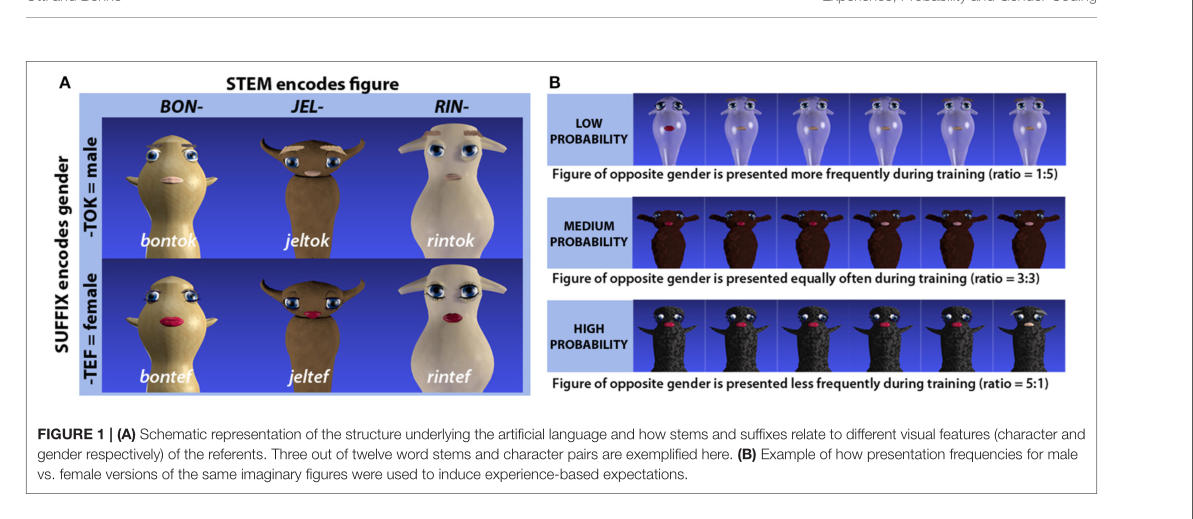 A
STEM encodes figure
BON-
JEL-
RIN-
SUFFIX encodes gender
-TOK = male
bontok
jeltok
rintok
-TEF = female
bontef
jeltef
rintef
B
LOW
PROBABILITY
Figure of opposite gender is presented more frequently during training (ratio = 1:5)
MEDIUM
PROBABILITY
Figure of opposite gender is presented equally often during training (ratio = 3:3)
HIGH
PROBABILITY
Figure of opposite gender is presented less frequently during training (ratio = 5:1)
FIGURE 1 | (A) Schematic representation of the structure underlying the artificial language and how stems and suffixes relate to different visual features (character and
gender respectively) of the referents. Three out of twelve word stems and character pairs are exemplified here. (B) Example of how presentation frequencies for male
vs. female versions of the same imaginary figures were used to induce experience-based expectations.